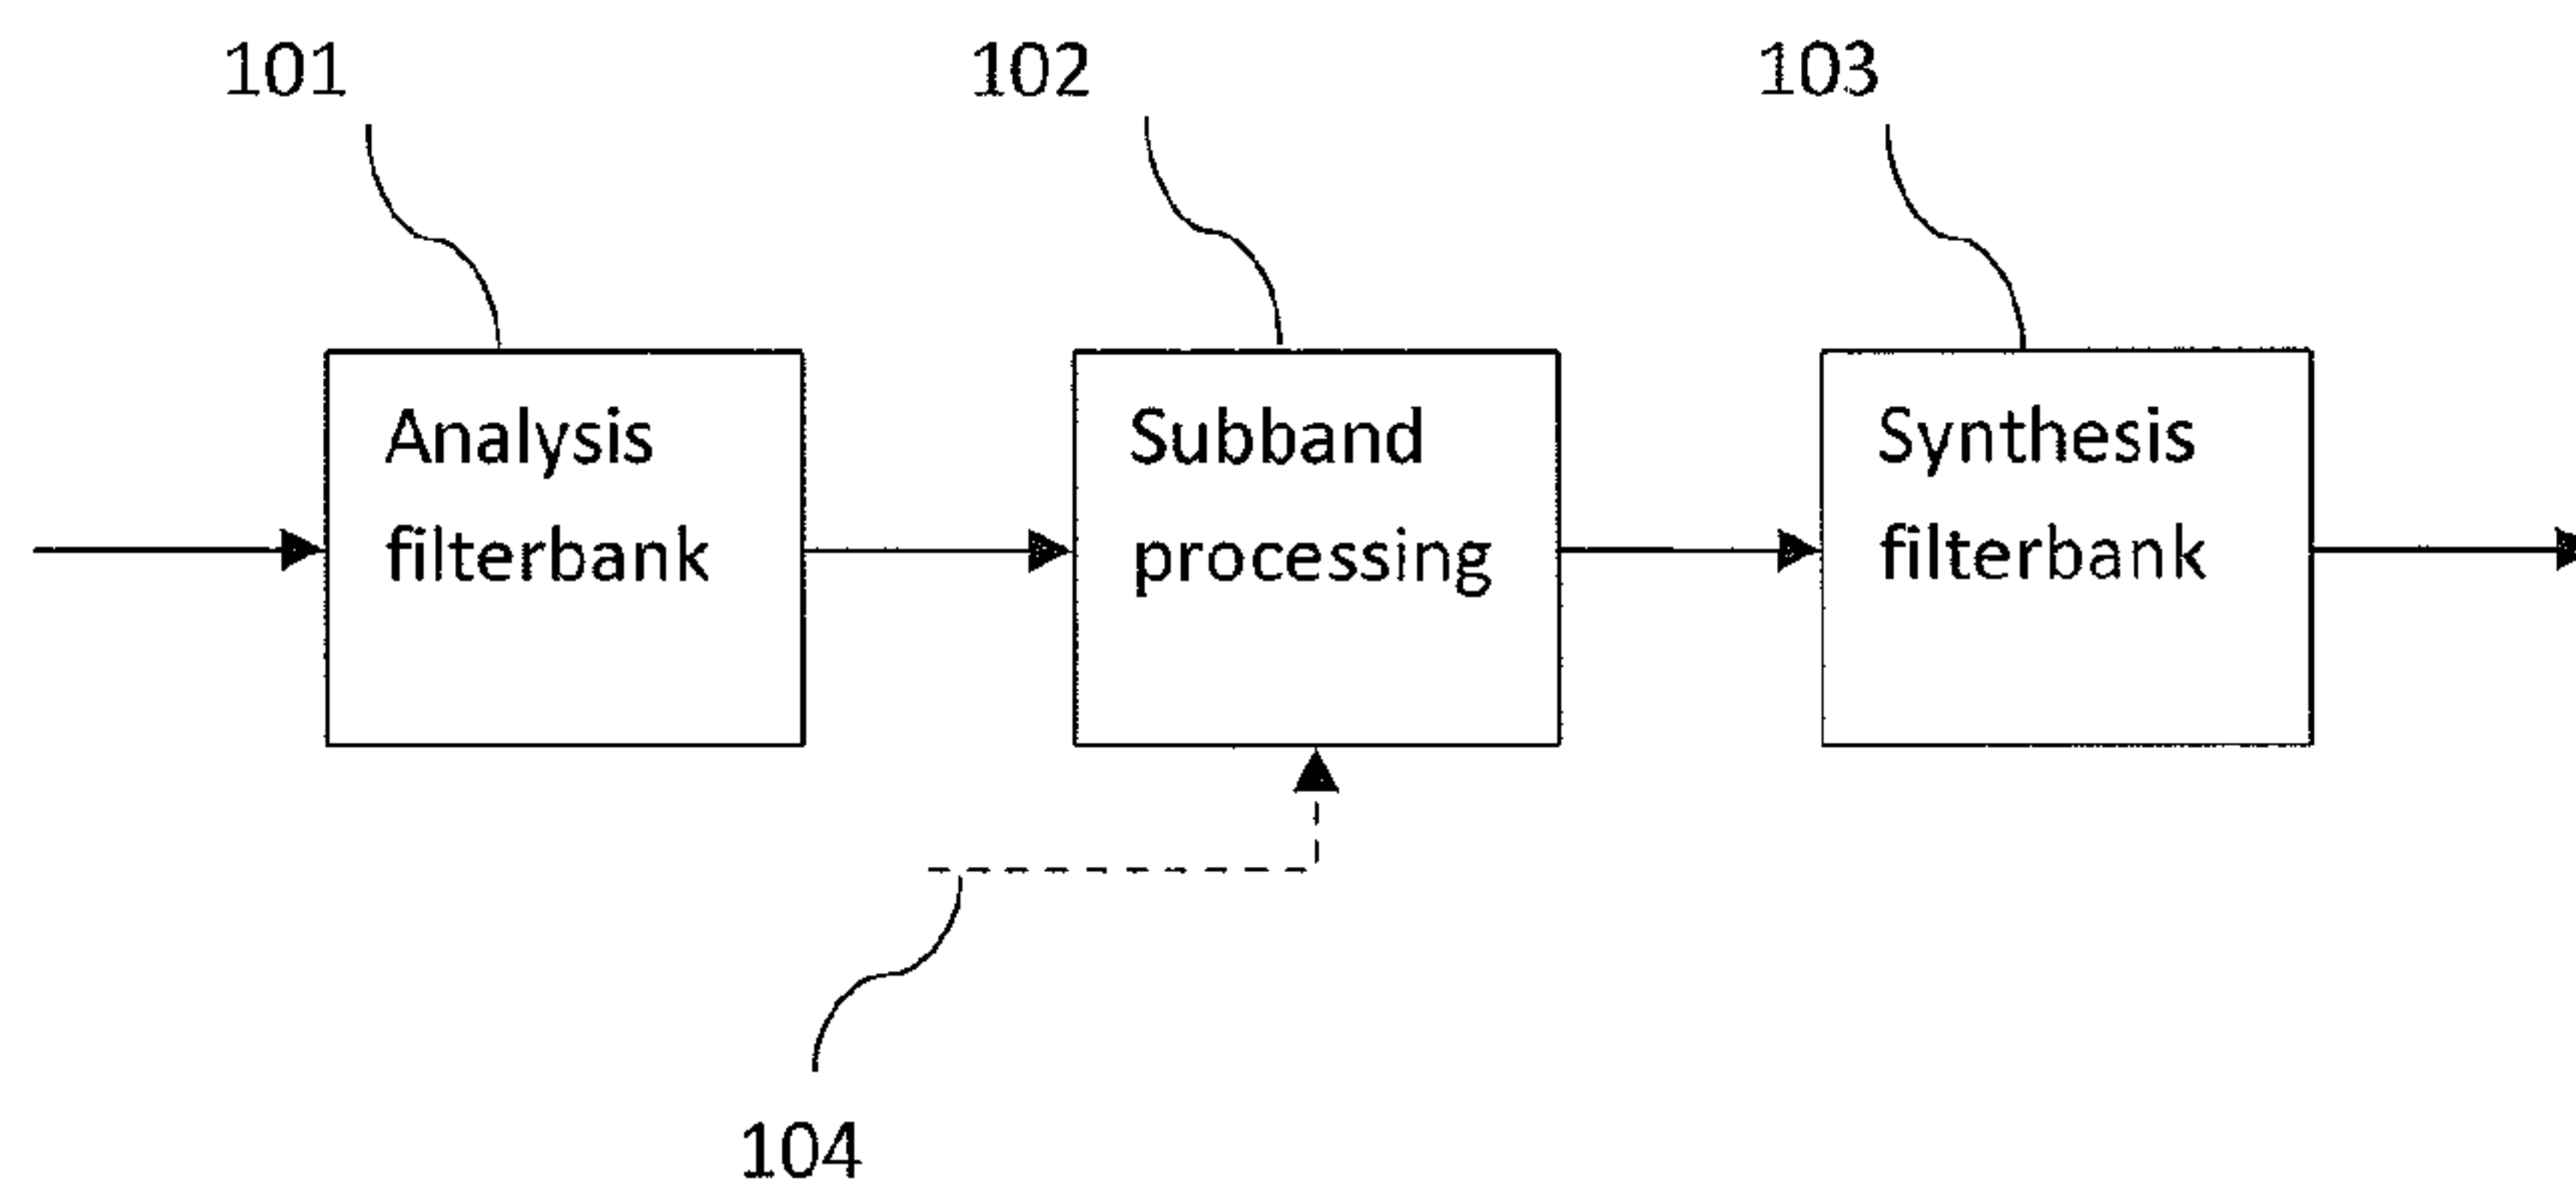 101
102
103
Analysis
filterbank
Subband
processing
Synthesis
filterbank
104